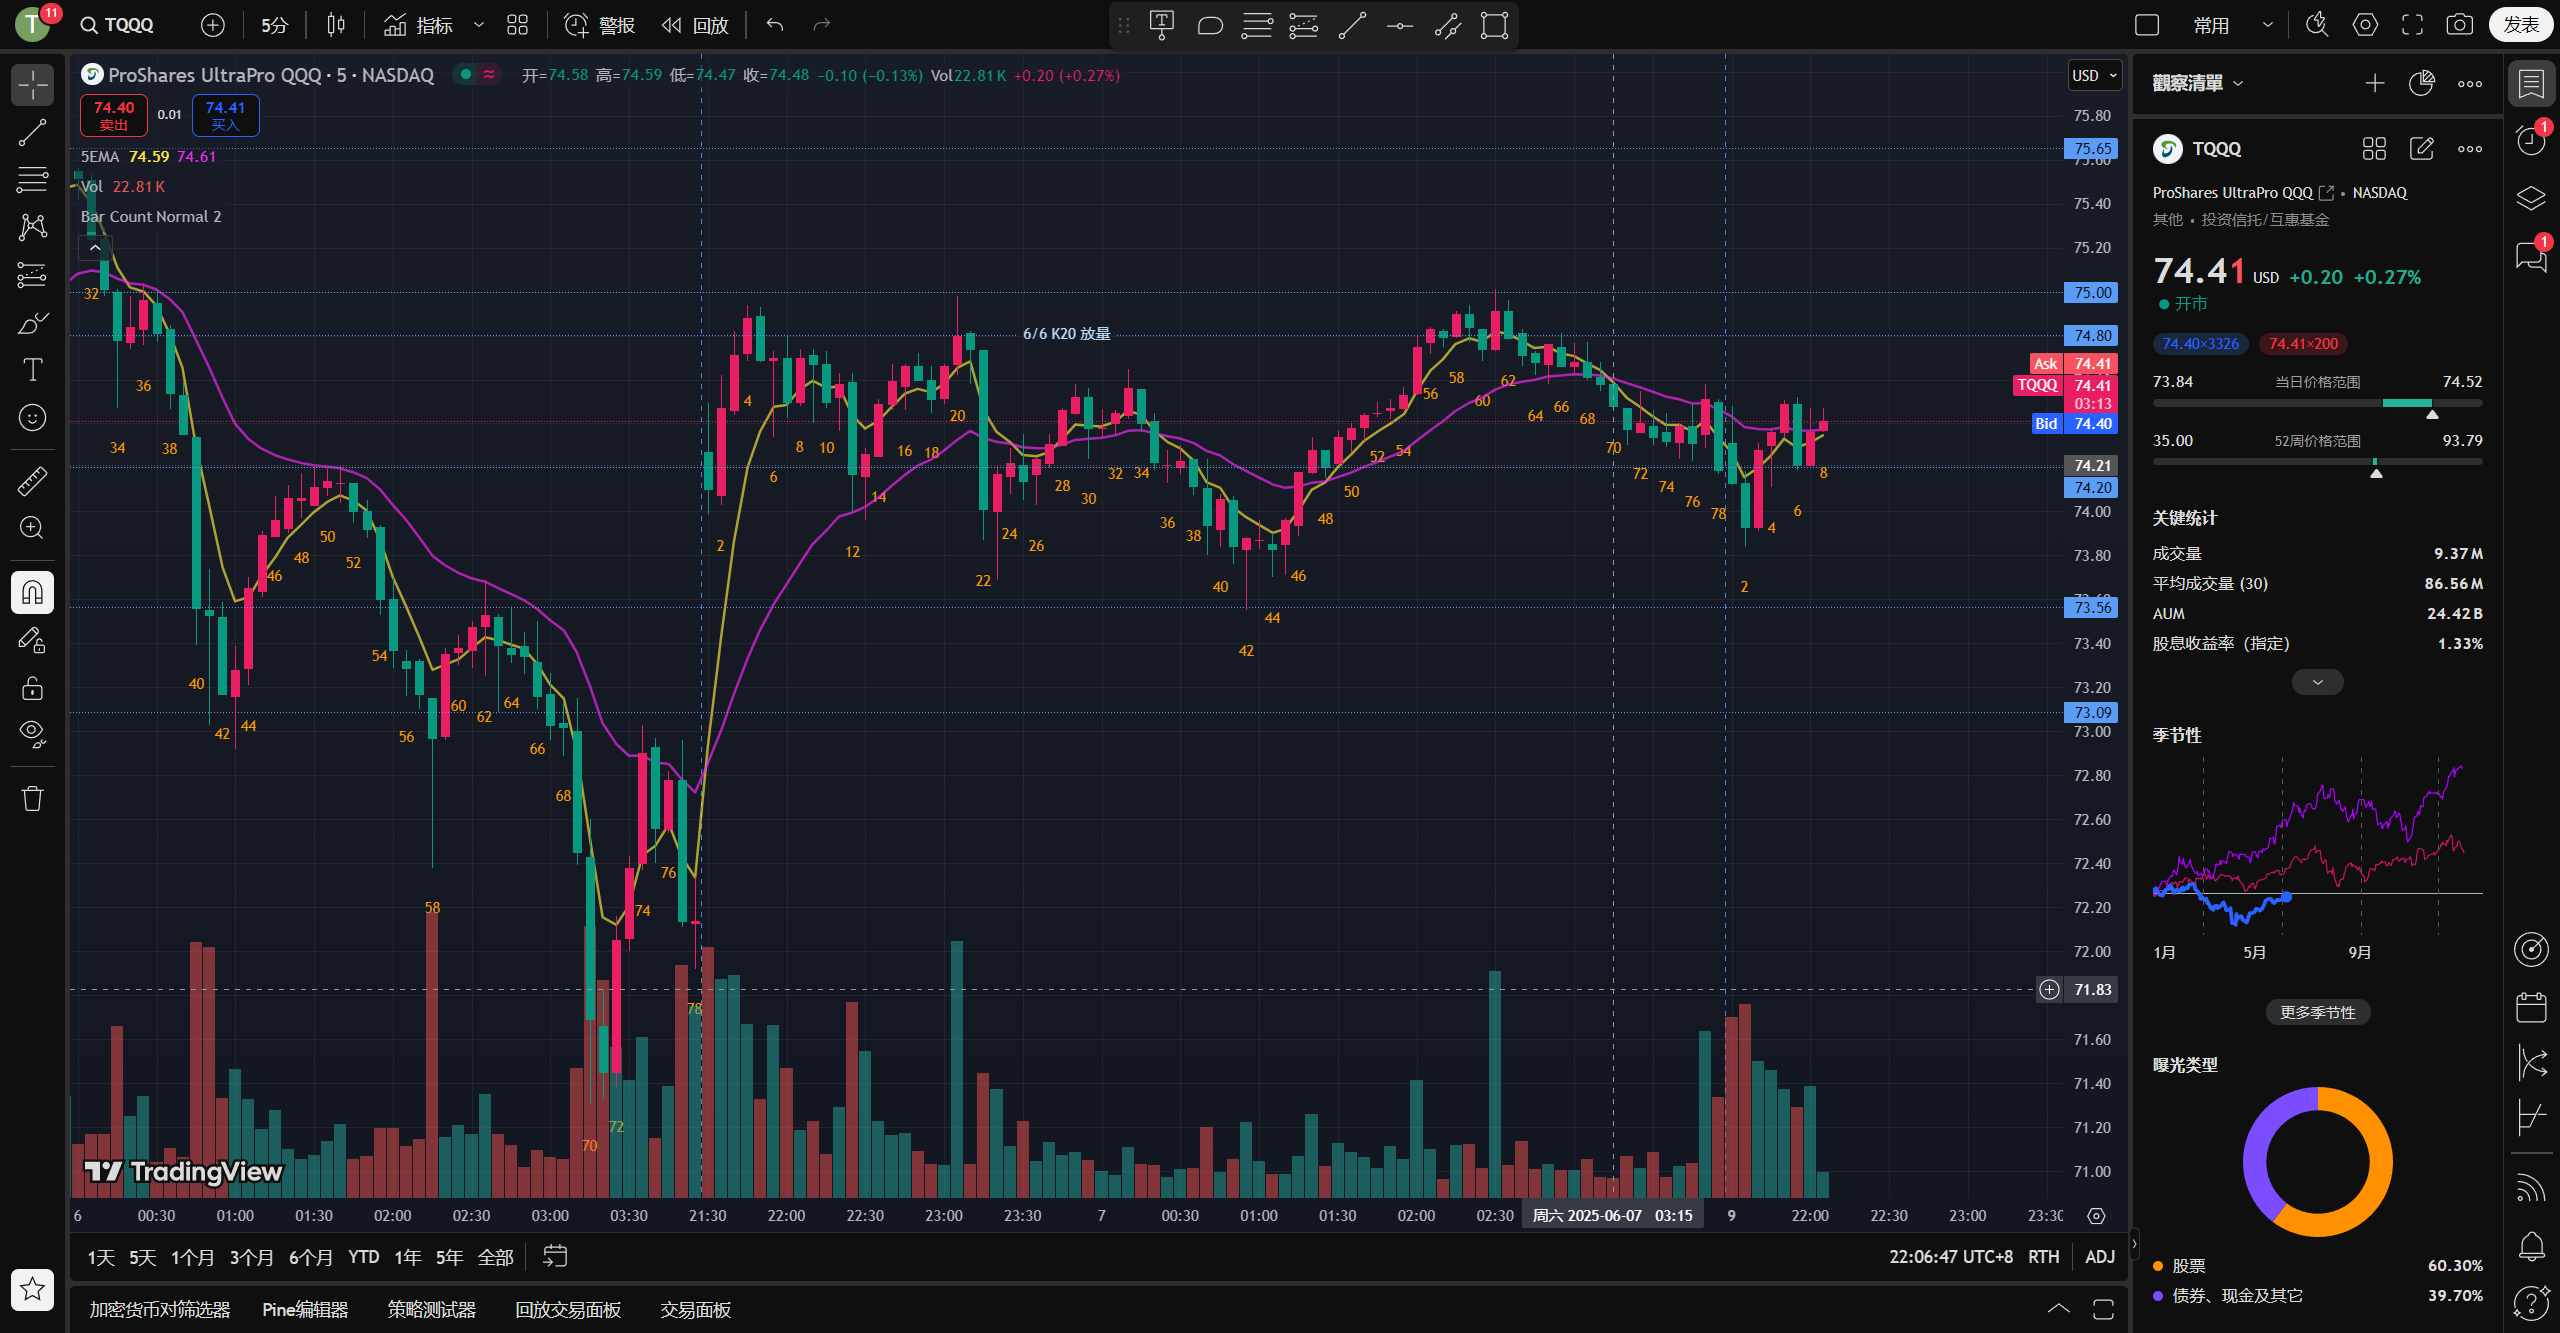 T 11 TQQQ 5分 指标 警报 回放 常用 发表
ProShares UltraPro QQQ · 5 · NASDAQ 开=74.58 高=74.59 低=74.47 收=74.48 −0.10 (−0.13%) Vol22.81 K +0.20 (+0.27%)
74.40
卖出
0.01
74.41
买入
5EMA 74.59 74.61
Vol 22.81 K
Bar Count Normal 2
6/6 K20 放量
32 34 36 38 40 42 44 46 48 50 52 54 56 58 60 62 64 66 68 70 72 74 76 78
2 4 6 8 10 12 14 16 18 20 22 24 26 28 30 32 34 36 38 40 42 44 46 48 50 52 54 56 58 60 62 64 66 68 70 72 74 76 78
2 4 6 8
USD
75.80
75.65
75.60
75.40
75.20
75.00
74.80
Ask 74.41
TQQQ 74.41
03:13
Bid 74.40
74.21
74.20
74.00
73.80
73.60
73.56
73.40
73.20
73.09
73.00
72.80
72.60
72.40
72.20
72.00
71.83
71.60
71.40
71.20
71.00
TradingView
6 00:30 01:00 01:30 02:00 02:30 03:00 03:30 21:30 22:00 22:30 23:00 23:30 7 00:30 01:00 01:30 02:00 02:30 周六 2025-06-07 03:15 9 22:00 22:30 23:00 23:30
1天 5天 1个月 3个月 6个月 YTD 1年 5年 全部 22:06:47 UTC+8 RTH ADJ
加密货币对筛选器 Pine编辑器 策略测试器 回放交易面板 交易面板
觀察清單
TQQQ
ProShares UltraPro QQQ • NASDAQ
其他 • 投资信托/互惠基金
74.41 USD +0.20 +0.27%
开市
74.40×3326 74.41×200
73.84 当日价格范围 74.52
35.00 52周价格范围 93.79
关键统计
成交量 9.37 M
平均成交量 (30) 86.56 M
AUM 24.42 B
股息收益率（指定） 1.33%
季节性
1月 5月 9月
更多季节性
曝光类型
股票 60.30%
债券、现金及其它 39.70%
1
1